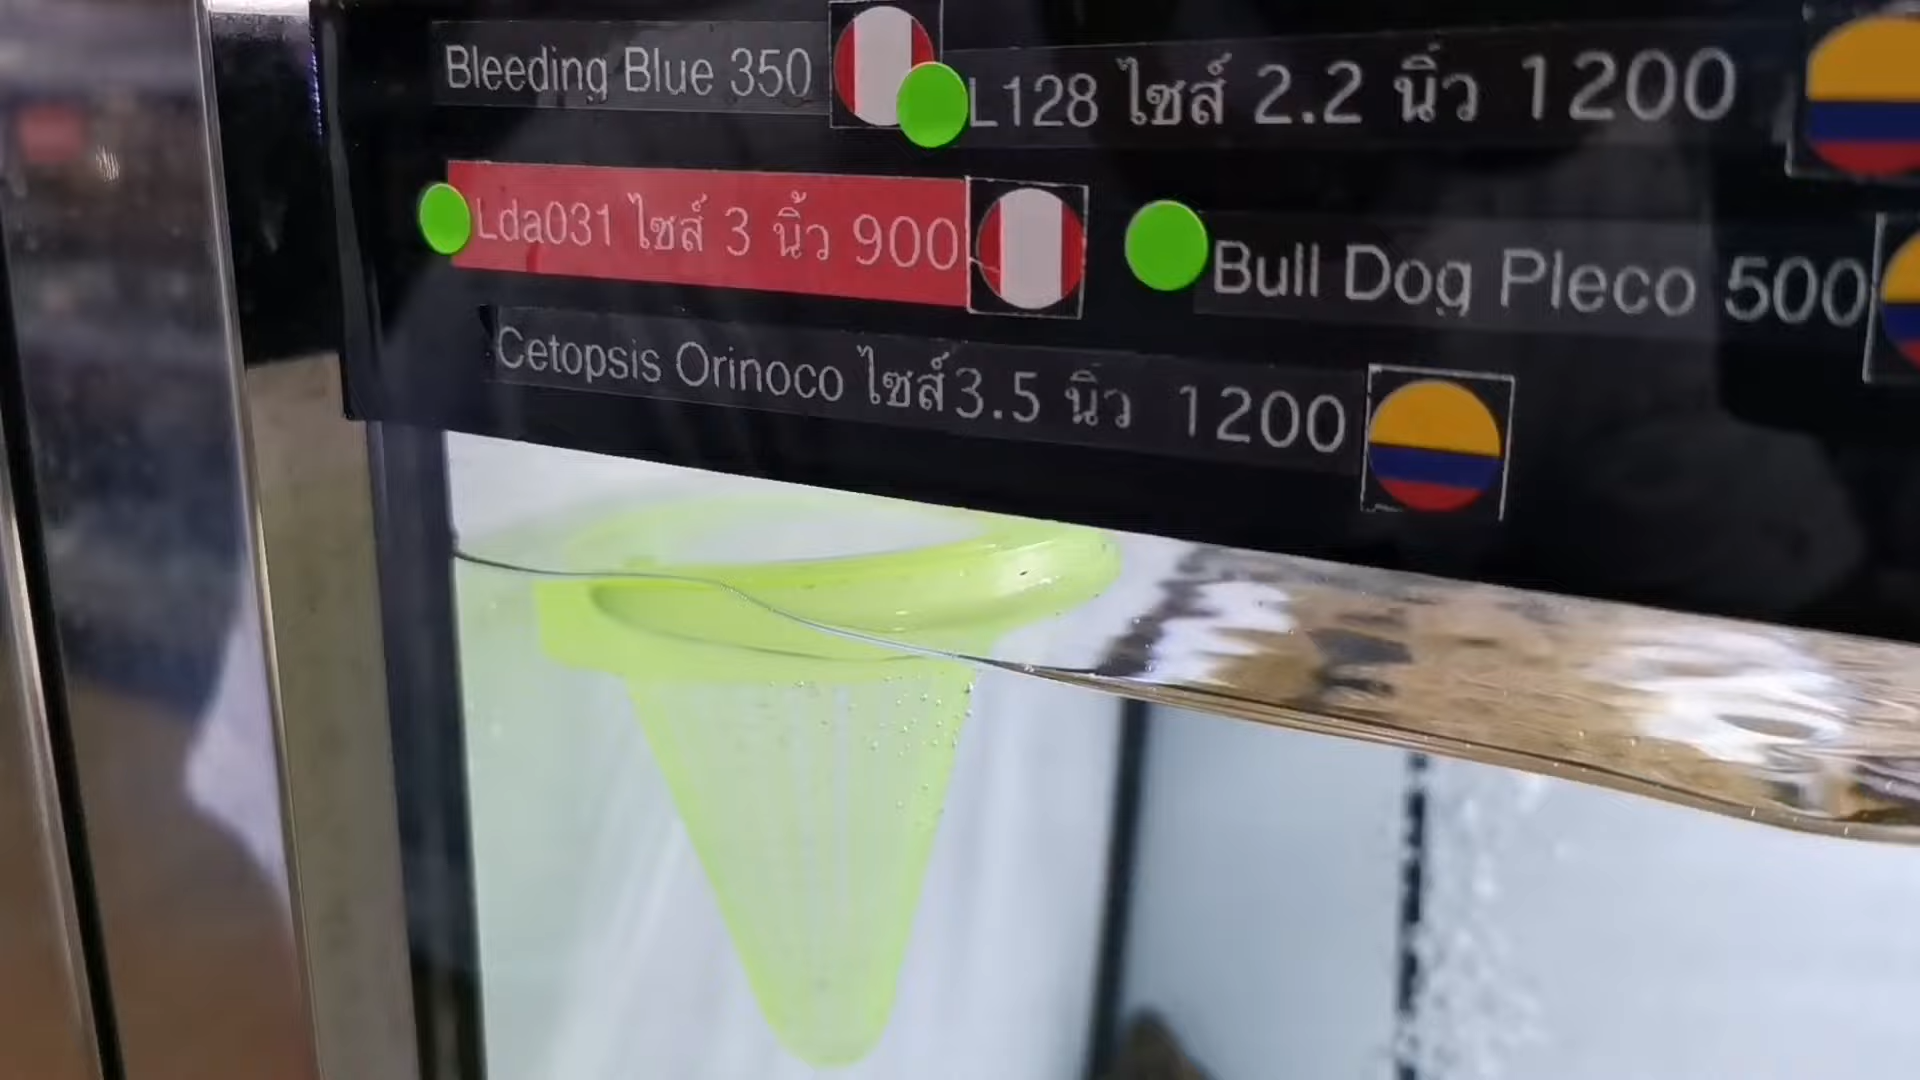 Bleeding Blue 350
L128 ไซส์ 2.2 นิ้ว 1200
Lda031 ไซส์ 3 นิ้ว 900
Bull Dog Pleco 500
Cetopsis Orinoco ไซส์3.5 นิ้ว 1200